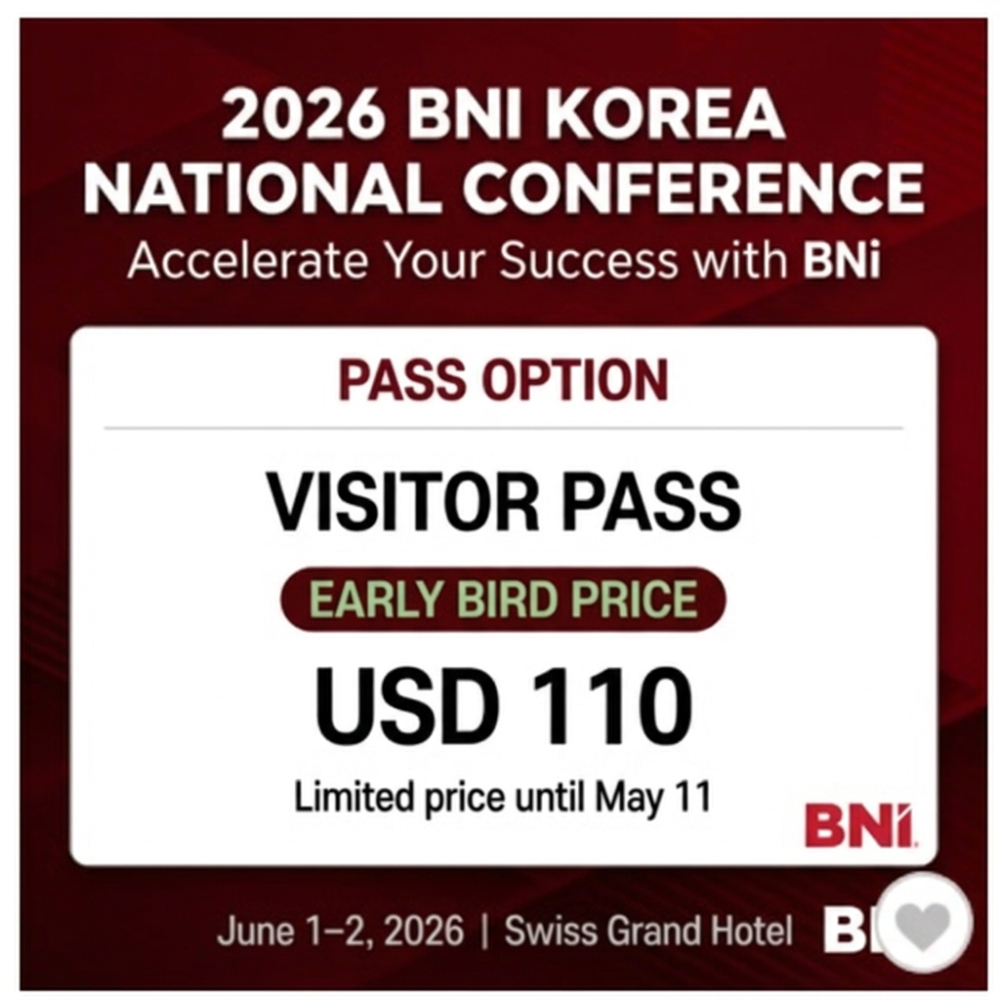 2026 BNI KOREA
NATIONAL CONFERENCE
Accelerate Your Success with BNi
PASS OPTION
VISITOR PASS
EARLY BIRD PRICE
USD 110
Limited price until May 11
BNi
June 1–2, 2026 | Swiss Grand Hotel